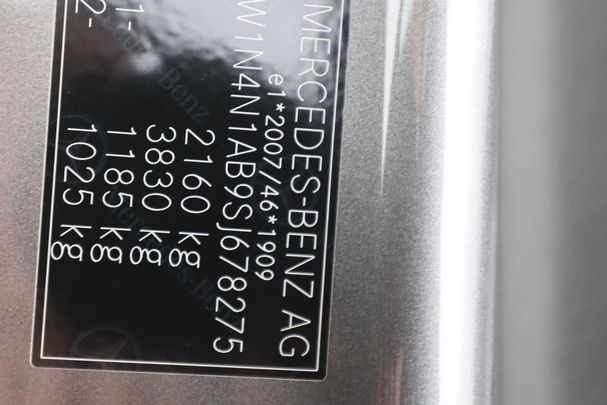 MERCEDES-BENZ AG
e1*2007/46*1909
W1N4N1AB9SJ678275
2160 kg
3830 kg
1- 1185 kg
2- 1025 kg